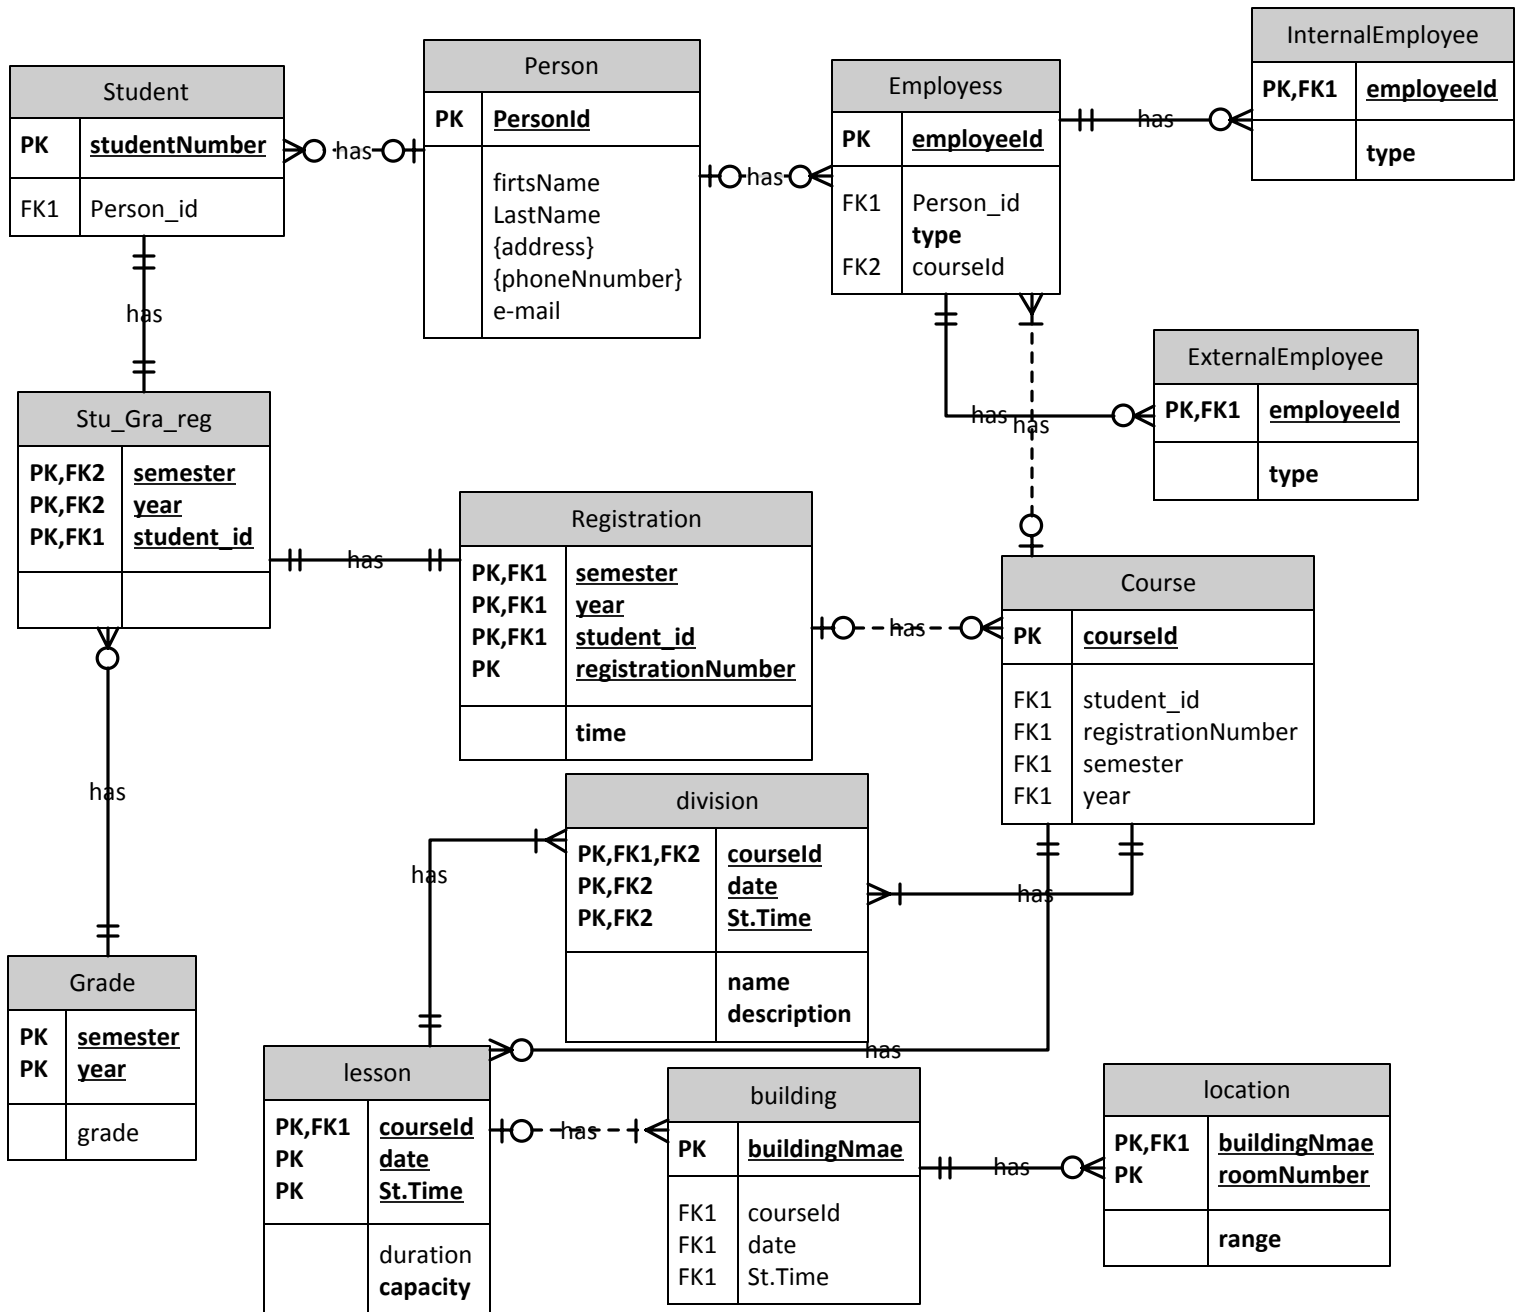 Student
PK studentNumber
FK1 Person_id
has
Person
PK PersonId
firtsName
LastName
{address}
{phoneNnumber}
e-mail
has
Employess
PK employeeId
FK1 Person_id
type
FK2 courseId
has
InternalEmployee
PK,FK1 employeeId
type
has
has
has
ExternalEmployee
PK,FK1 employeeId
type
Stu_Gra_reg
PK,FK2 semester
PK,FK2 year
PK,FK1 student_id
has
Registration
PK,FK1 semester
PK,FK1 year
PK,FK1 student_id
PK registrationNumber
time
has
Course
PK courseId
FK1 student_id
FK1 registrationNumber
FK1 semester
FK1 year
has
has
division
PK,FK1,FK2 courseId
PK,FK2 date
PK,FK2 St.Time
name
description
has
has
Grade
PK semester
PK year
grade
lesson
PK,FK1 courseId
PK date
PK St.Time
duration
capacity
has
building
PK buildingNmae
FK1 courseId
FK1 date
FK1 St.Time
has
location
PK,FK1 buildingNmae
PK roomNumber
range